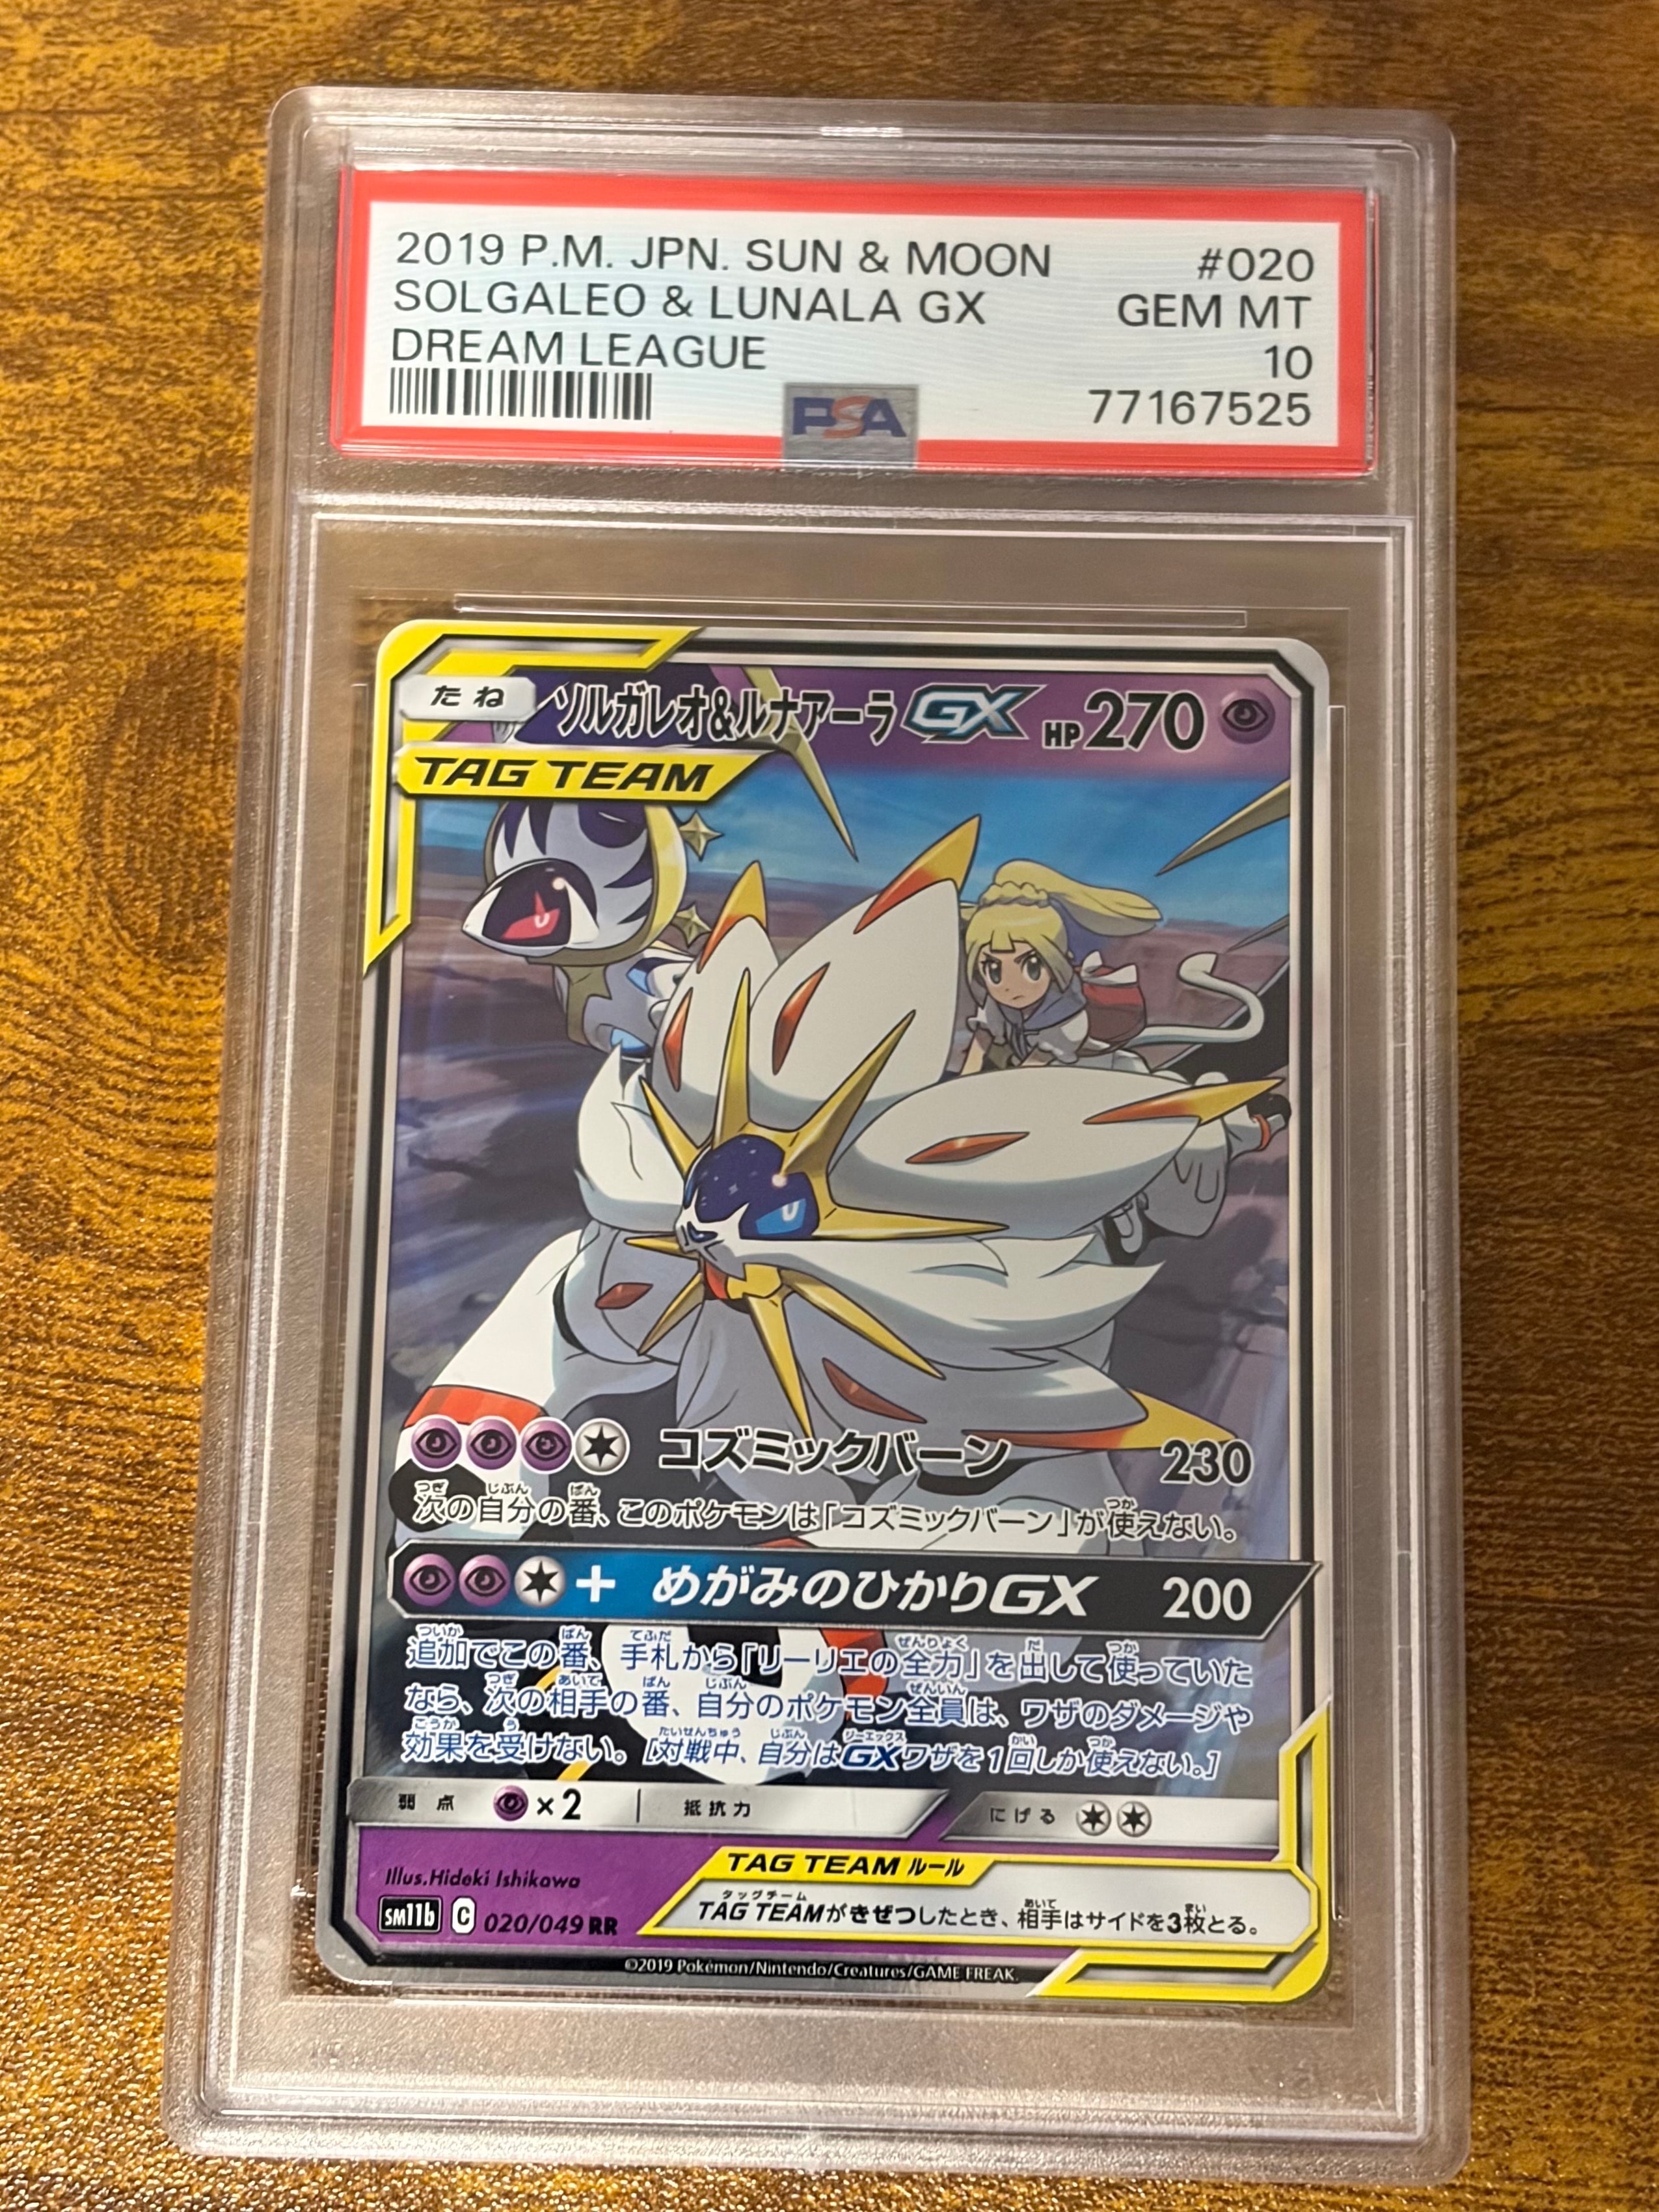 2019 P.M. JPN. SUN & MOON #020
SOLGALEO & LUNALA GX GEM MT
DREAM LEAGUE 10
PSA 77167525
たね ソルガレオ&ルナアーラGX HP270
TAG TEAM
コズミックバーン 230
次の自分の番、このポケモンは「コズミックバーン」が使えない。
+ めがみのひかりGX 200
追加でこの番、手札から「リーリエの全力」を出して使っていた
なら、次の相手の番、自分のポケモン全員は、ワザのダメージや
効果を受けない。[対戦中、自分はGXワザを1回しか使えない。]
弱点 ×2 抵抗力 にげる
TAG TEAM ルール
Illus.Hideki Ishikawa
TAG TEAMがきぜつしたとき、相手はサイドを3枚とる。
sm11b C 020/049 RR
©2019 Pokémon/Nintendo/Creatures/GAME FREAK.